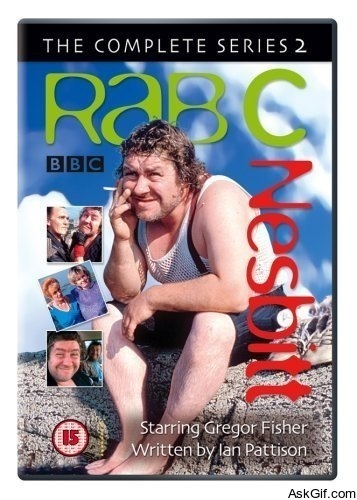 THE COMPLETE SERIES 2
RAB C
Nesbitt
BBC
15
Starring Gregor Fisher
Written by Ian Pattison
AskGif.com